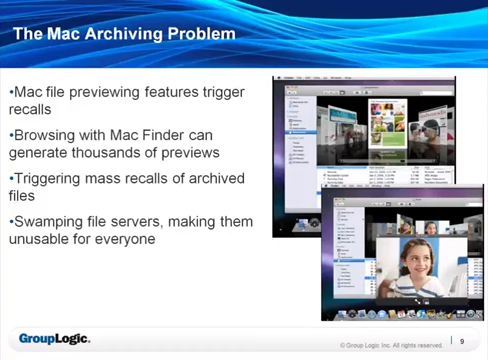 The Mac Archiving Problem
•Mac file previewing features trigger
recalls
•Browsing with Mac Finder can
generate thousands of previews
•Triggering mass recalls of archived
files
•Swamping file servers, making them
unusable for everyone
GroupLogic.
© Group Logic Inc. All rights reserved.
9